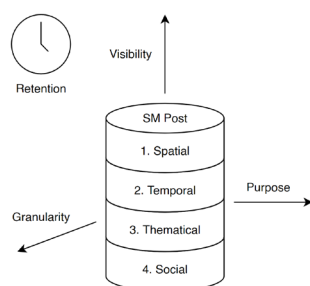 Visibility
Retention
SM Post
1. Spatial
2. Temporal
Purpose
Granularity
3. Thematical
4. Social